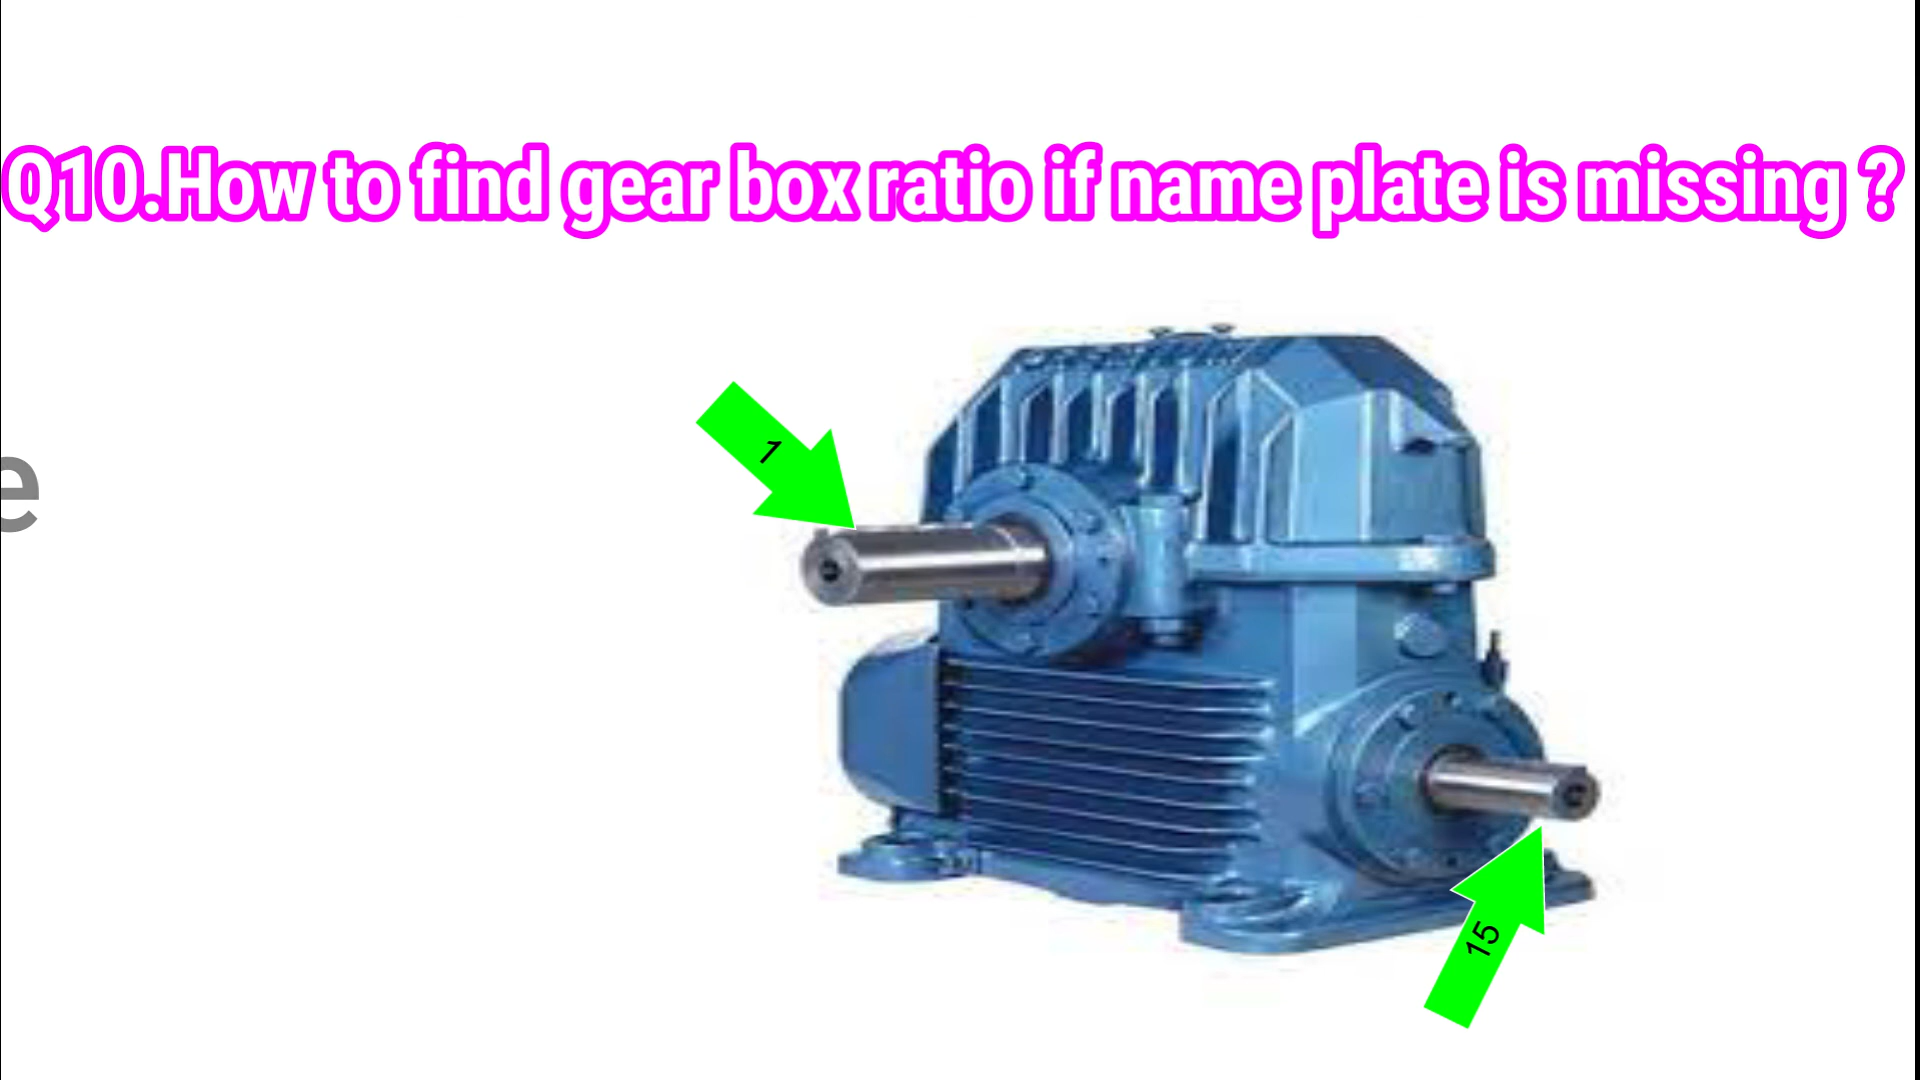 Q10.How to find gear box ratio if name plate is missing ?
e
1
15